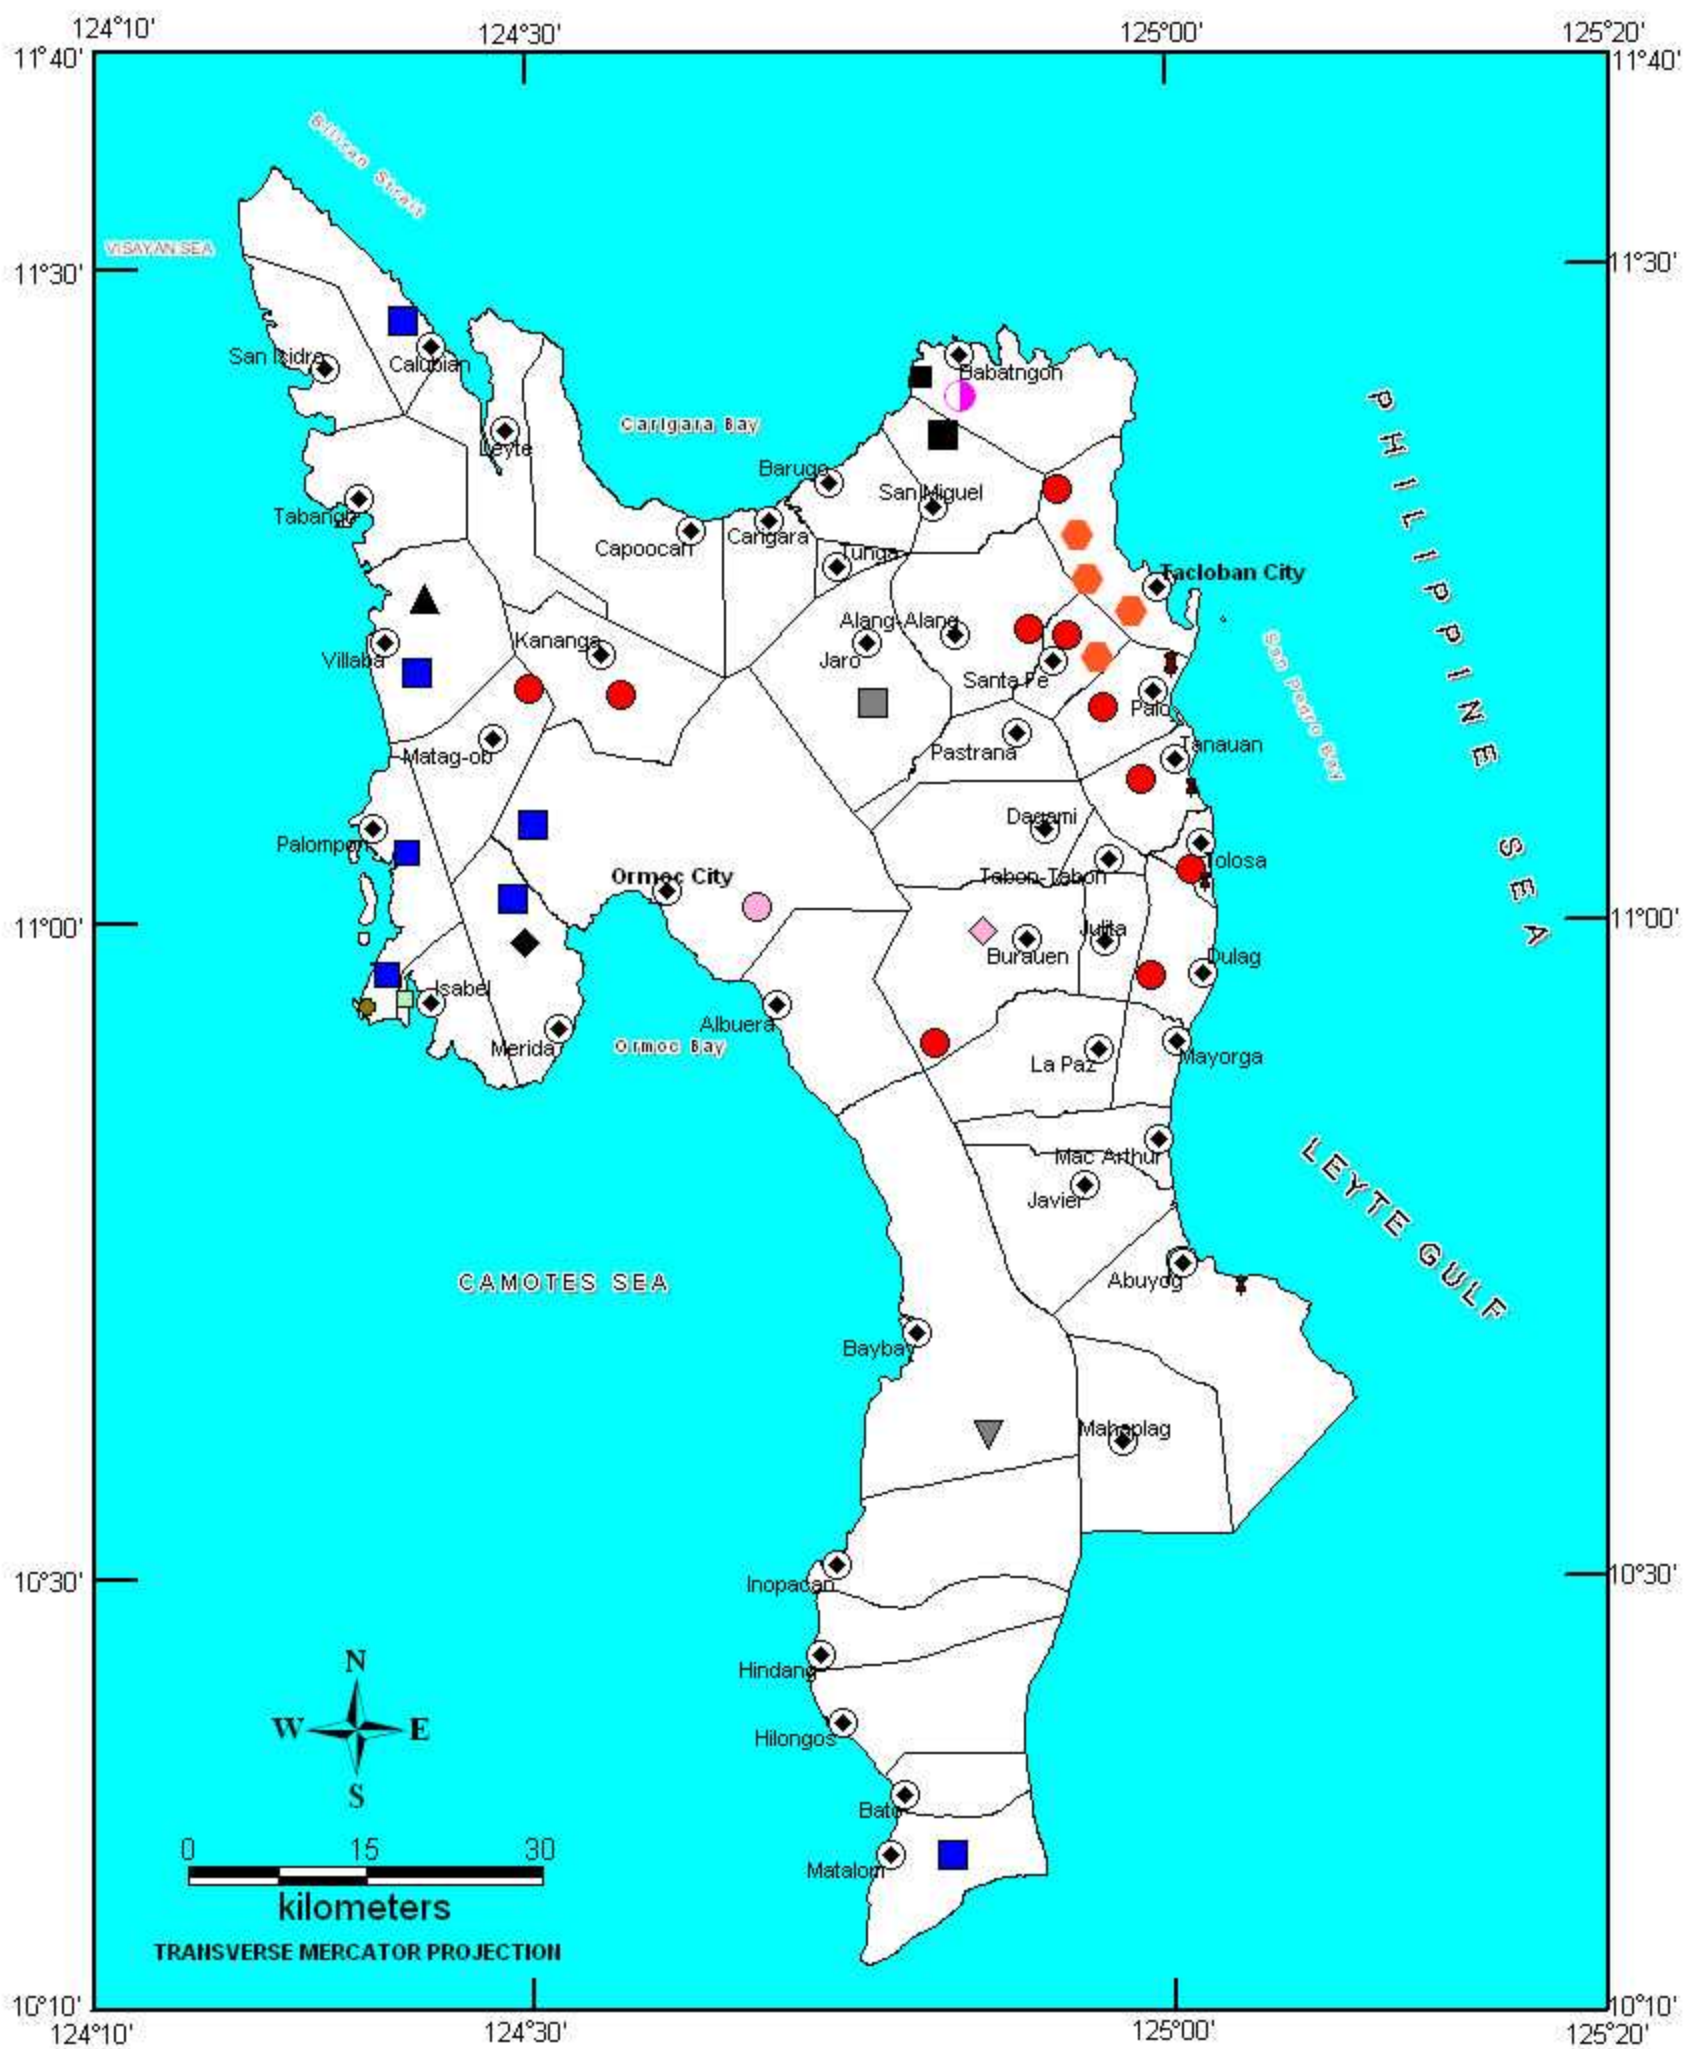 124°10' 124°30' 125°00' 125°20'
11°40' 11°40'
Biliran Strait
VISAYAN SEA
11°30' 11°30'
San Isidro
Calubian
Babatngon
PHILIPPINE SEA
Carigara Bay
Leyte
Barugo
San Miguel
Tabango
Capoocan
Carigara
Tunga
Tacloban City
Alang-Alang
Kananga
Villaba
Jaro
Santa Fe
San Pedro Bay
Palo
Matag-ob
Pastrana
Tanauan
Dagami
Palompon
Tolosa
Ormoc City
Tabon-Tabon
11°00' 11°00'
Julita
Burauen
Dulag
Isabel
Albuera
Merida
Ormoc Bay
La Paz
Mayorga
Mac Arthur
LEYTE GULF
Javier
CAMOTES SEA
Abuyog
Baybay
Mahaplag
10°30' 10°30'
Inopacan
N
Hindang
W E
Hilongos
S
Bato
0 15 30
Matalom
kilometers
TRANSVERSE MERCATOR PROJECTION
10°10' 10°10'
124°10' 124°30' 125°00' 125°20'